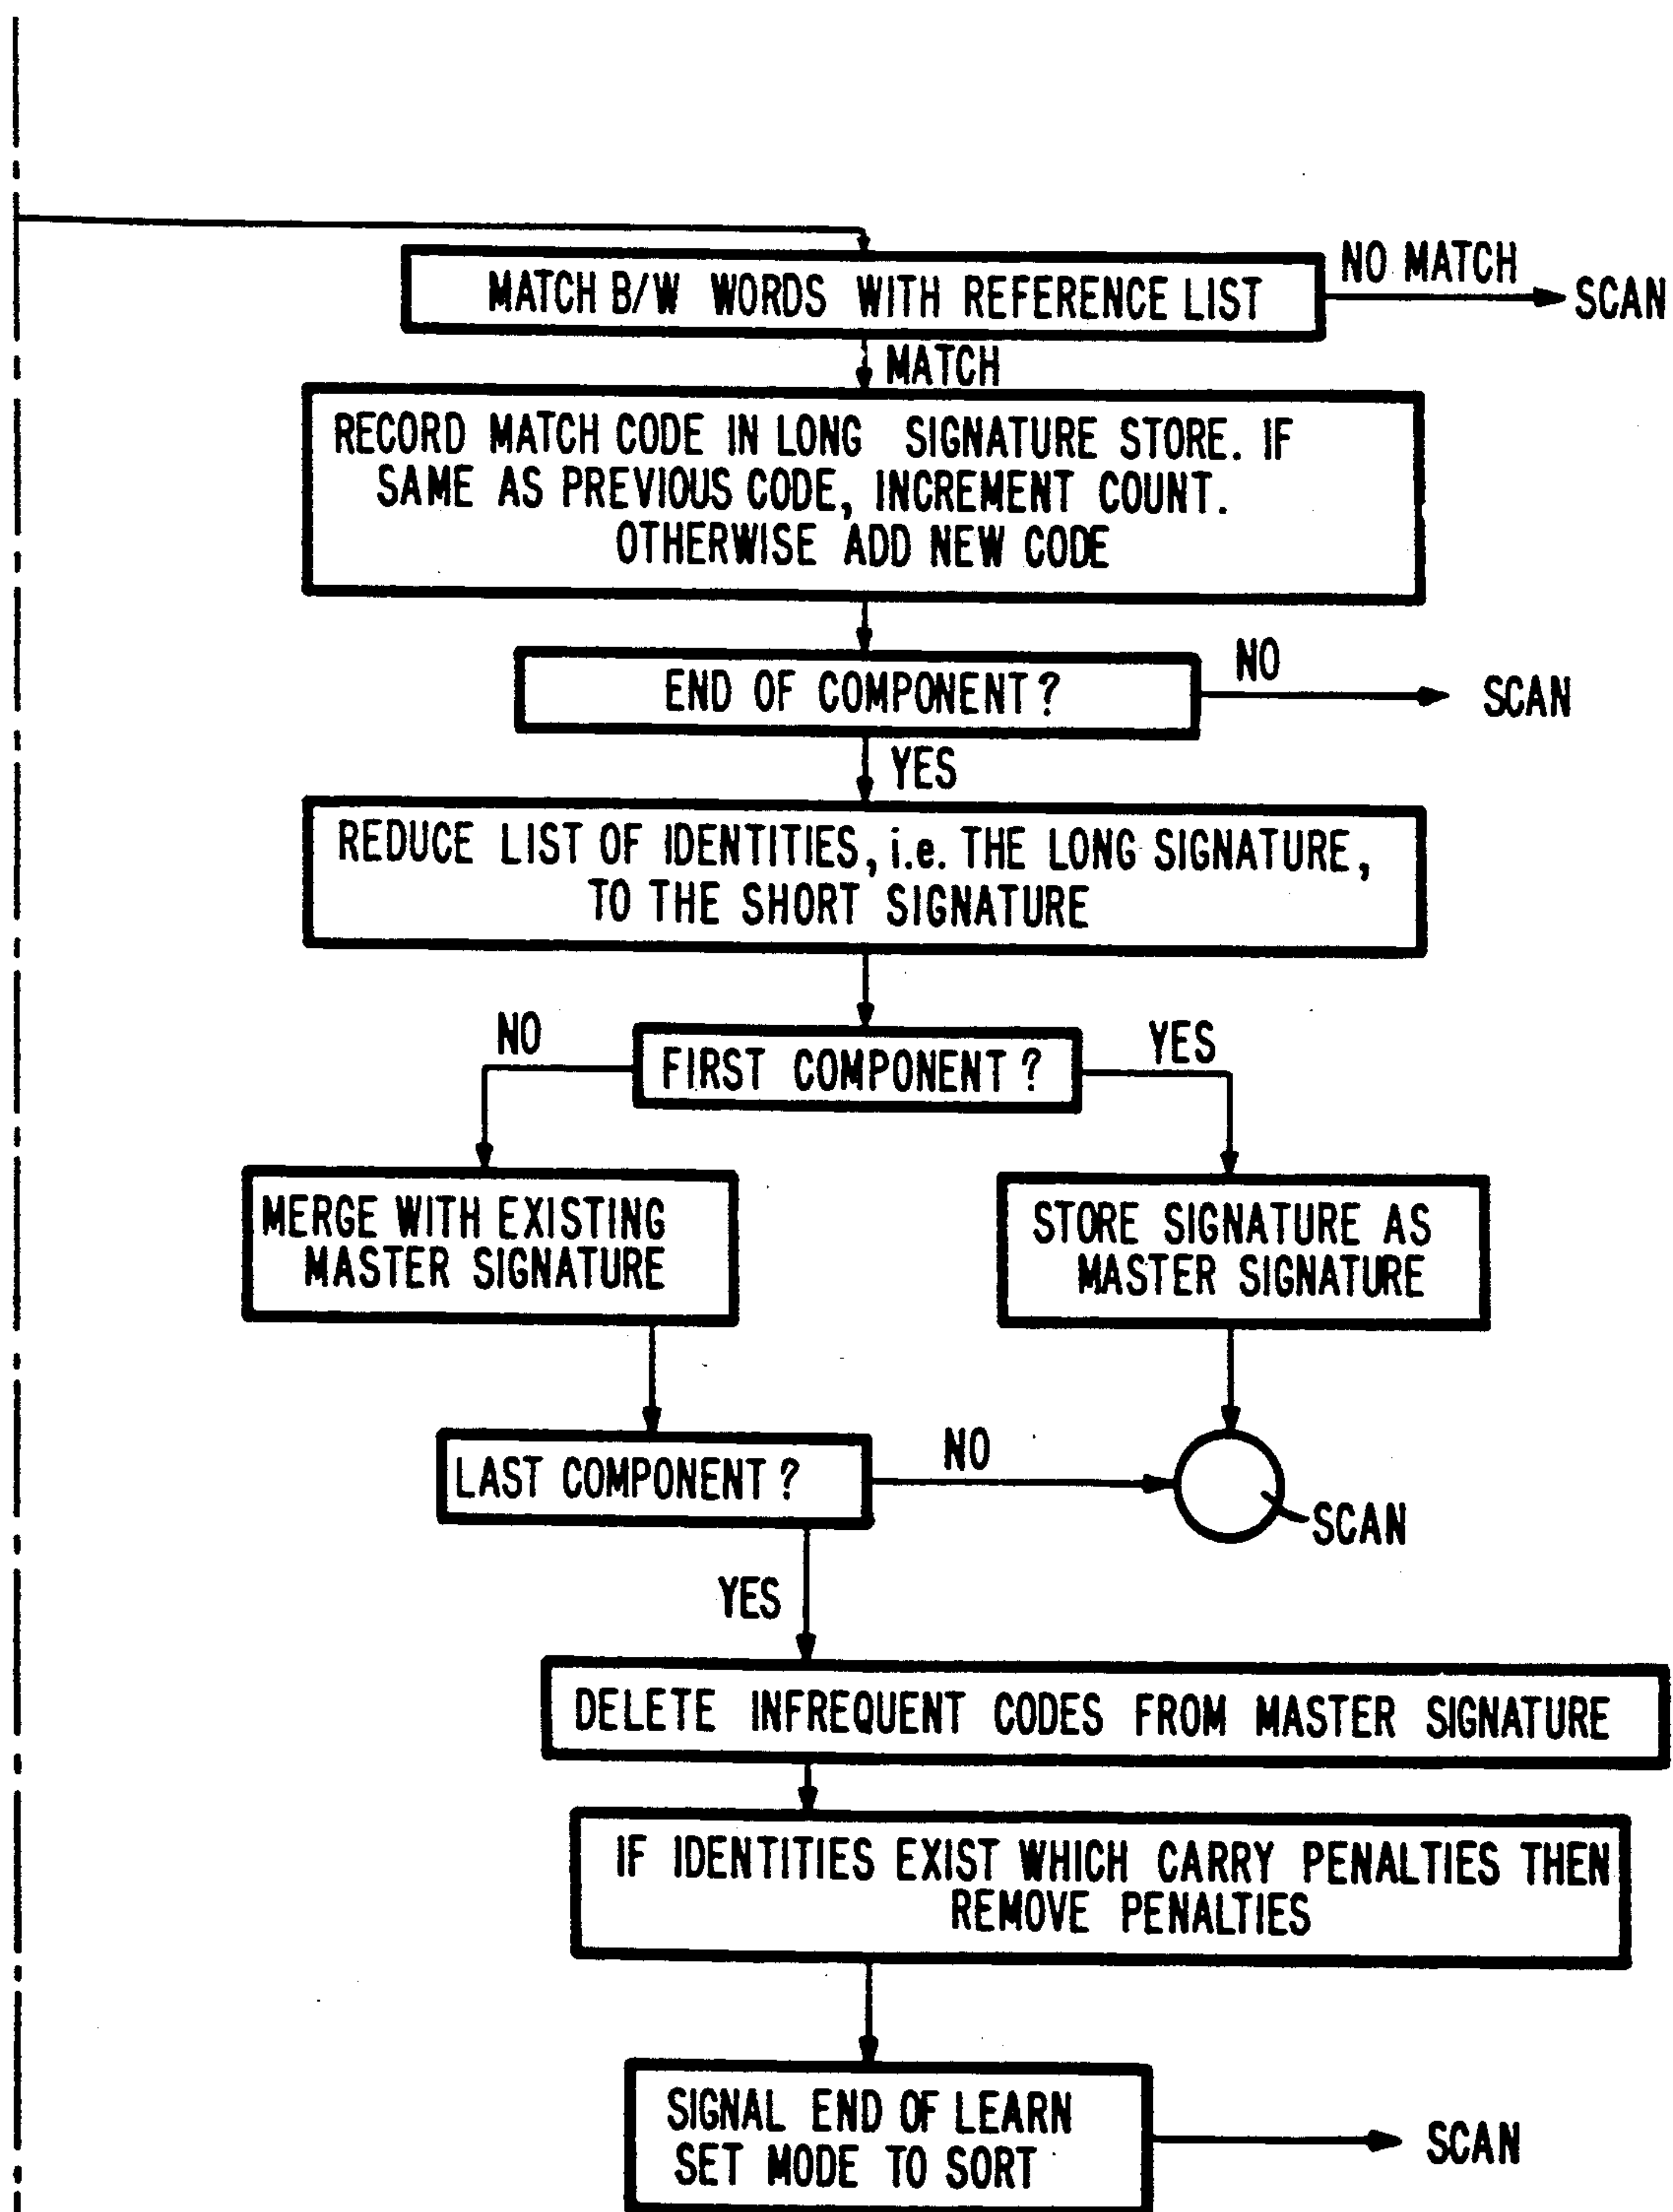 MATCH B/W WORDS WITH REFERENCE LIST
NO MATCH
SCAN
MATCH
RECORD MATCH CODE IN LONG SIGNATURE STORE. IF
SAME AS PREVIOUS CODE, INCREMENT COUNT.
OTHERWISE ADD NEW CODE
END OF COMPONENT?
NO
SCAN
YES
REDUCE LIST OF IDENTITIES, i.e. THE LONG SIGNATURE,
TO THE SHORT SIGNATURE
NO
FIRST COMPONENT?
YES
MERGE WITH EXISTING
MASTER SIGNATURE
STORE SIGNATURE AS
MASTER SIGNATURE
LAST COMPONENT?
NO
SCAN
YES
DELETE INFREQUENT CODES FROM MASTER SIGNATURE
IF IDENTITIES EXIST WHICH CARRY PENALTIES THEN
REMOVE PENALTIES
SIGNAL END OF LEARN
SET MODE TO SORT
SCAN